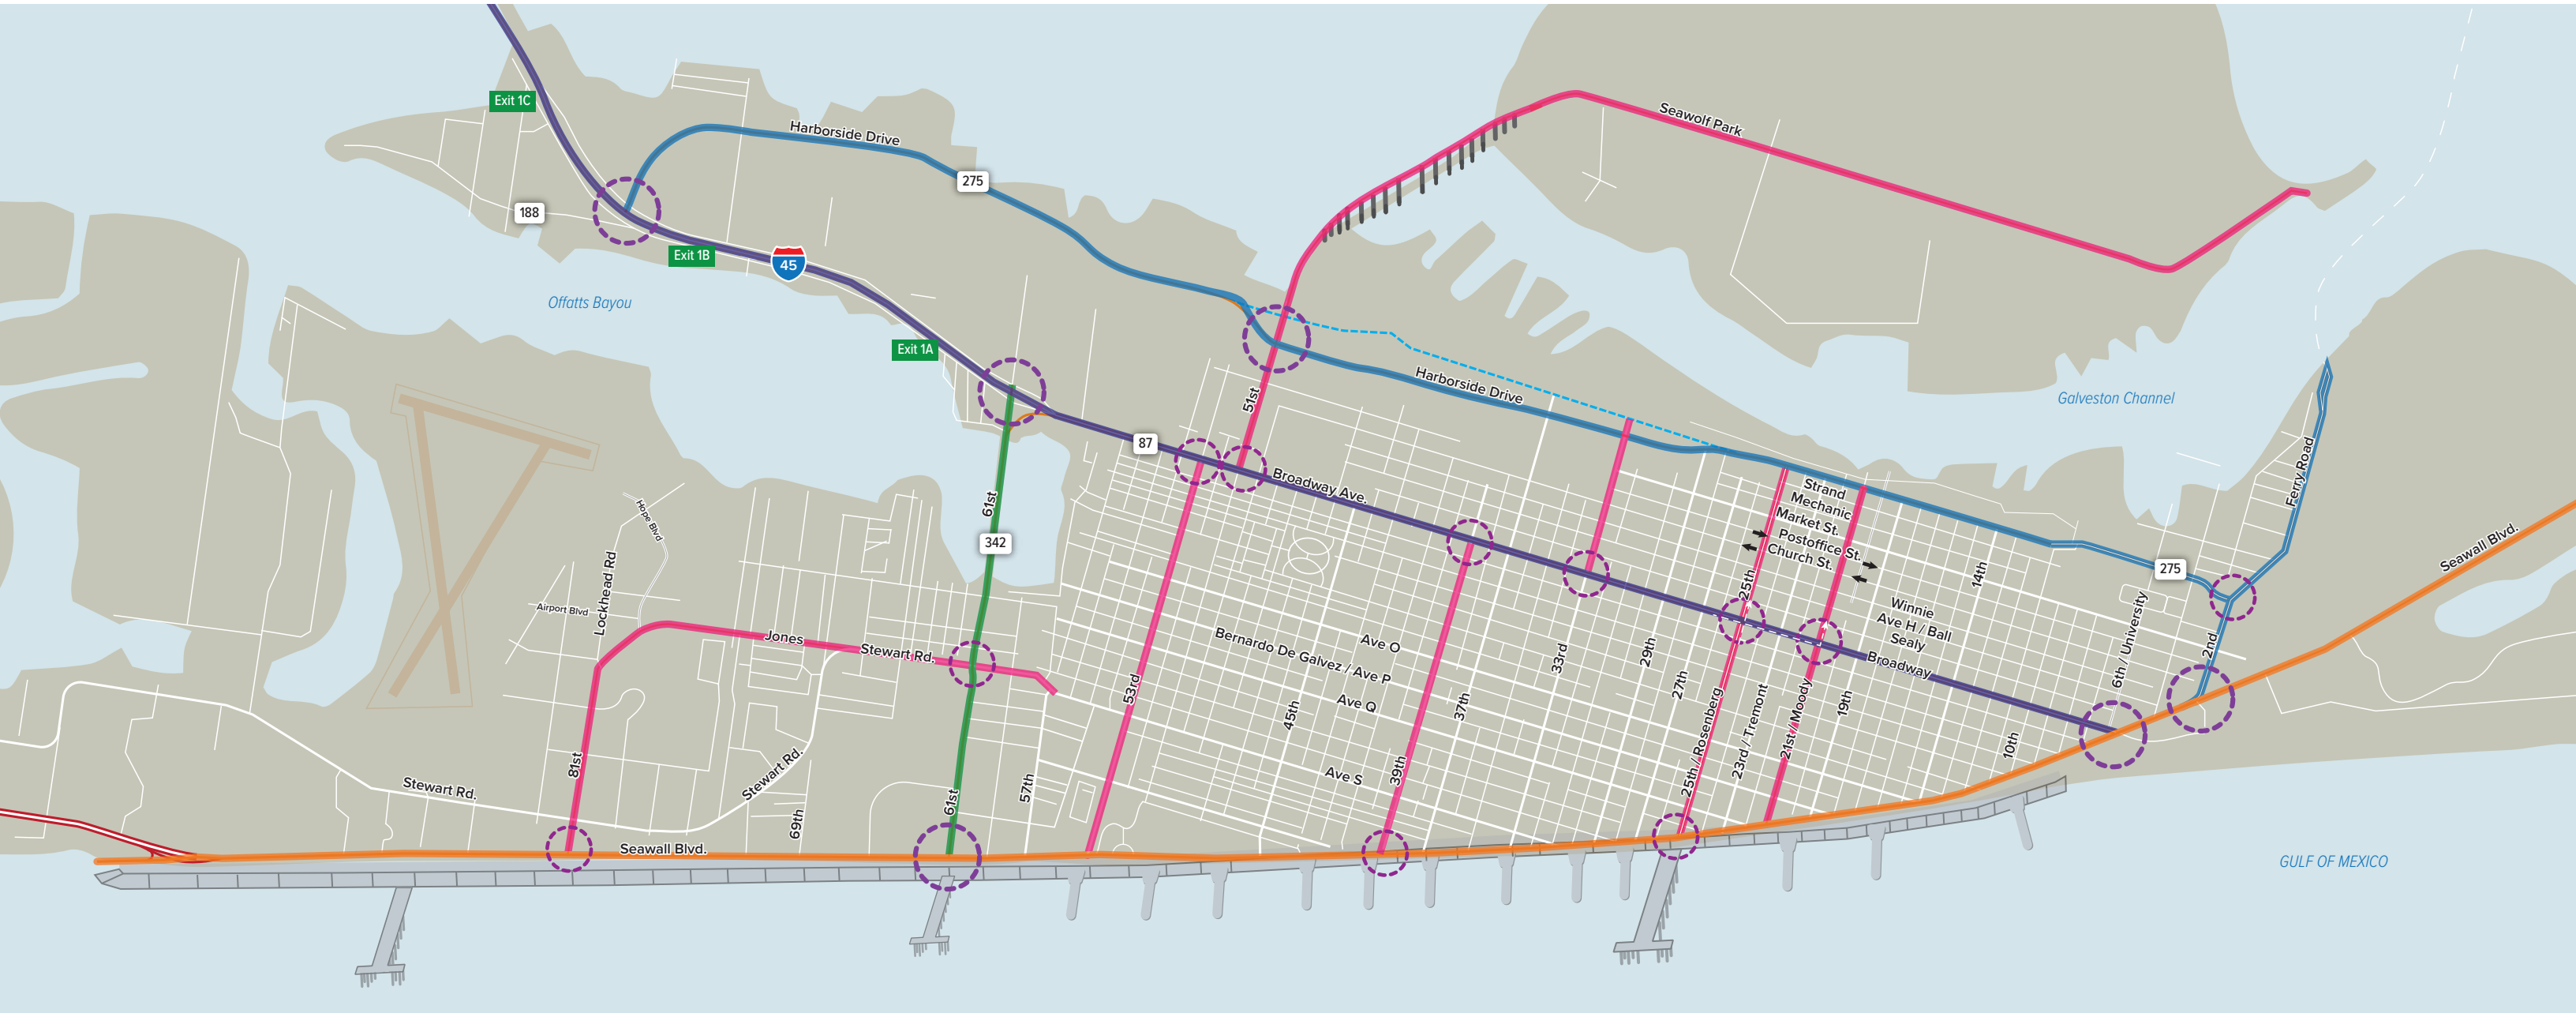 Exit 1C
Harborside Drive
Seawolf Park
275
188
Exit 1B
45
Offatts Bayou
Exit 1A
51st
Harborside Drive
Galveston Channel
87
Broadway Ave.
61st
342
Hope Blvd
Lockhead Rd
Airport Blvd
Jones
Stewart Rd.
Strand
Mechanic
Market St.
Postoffice St.
Church St.
25th
14th
275
Ferry Road
Seawall Blvd.
Winnie
Ave H / Ball
Sealy
Broadway
6th / University
2nd
Ave O
Bernardo De Galvez / Ave P
Ave Q
Ave S
53rd
45th
37th
39th
33rd
29th
27th
25th / Rosenberg
23rd / Tremont
21st / Moody
19th
10th
81st
Stewart Rd.
Stewart Rd.
69th
61st
57th
Seawall Blvd.
GULF OF MEXICO